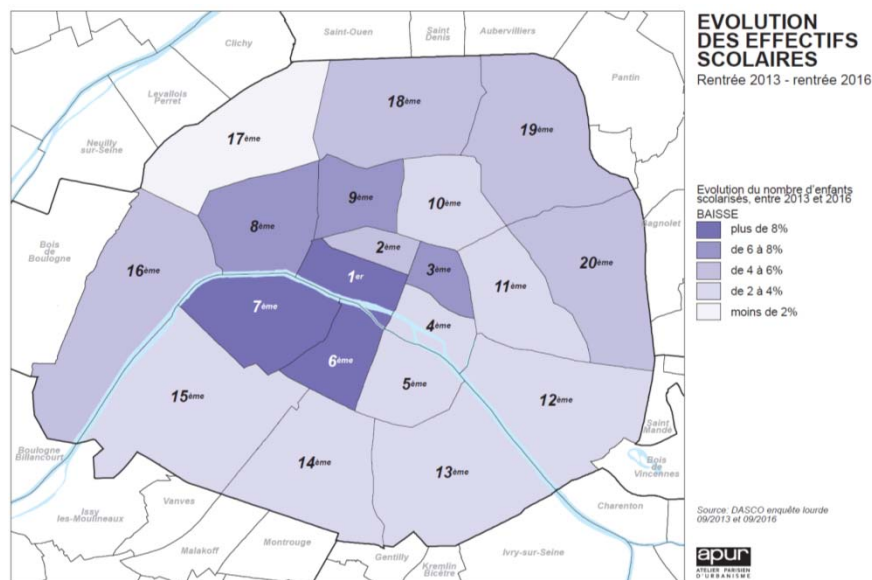 EVOLUTION
DES EFFECTIFS
SCOLAIRES
Rentrée 2013 - rentrée 2016
Evolution du nombre d'enfants
scolarisés, entre 2013 et 2016
BAISSE
plus de 8%
de 6 à 8%
de 4 à 6%
de 2 à 4%
moins de 2%
Source: DASCO enquête lourde
09/2013 et 09/2016
apur
ATELIER PARISIEN
D'URBANISME
Clichy
Saint-Ouen
Saint
Denis
Aubervilliers
Pantin
Levallois
Perret
Neuilly
sur-Seine
Bois
de
Boulogne
Bagnolet
Saint
Mandé
Bois
de
Vincennes
Charenton
Ivry-sur-Seine
Kremlin
Bicêtre
Gentilly
Montrouge
Malakoff
Vanves
Issy
les-Moulineaux
Boulogne
Billancourt
17ème
18ème
19ème
8ème
9ème
10ème
2ème
3ème
1er
16ème
20ème
11ème
7ème
4ème
6ème
5ème
15ème
12ème
14ème
13ème